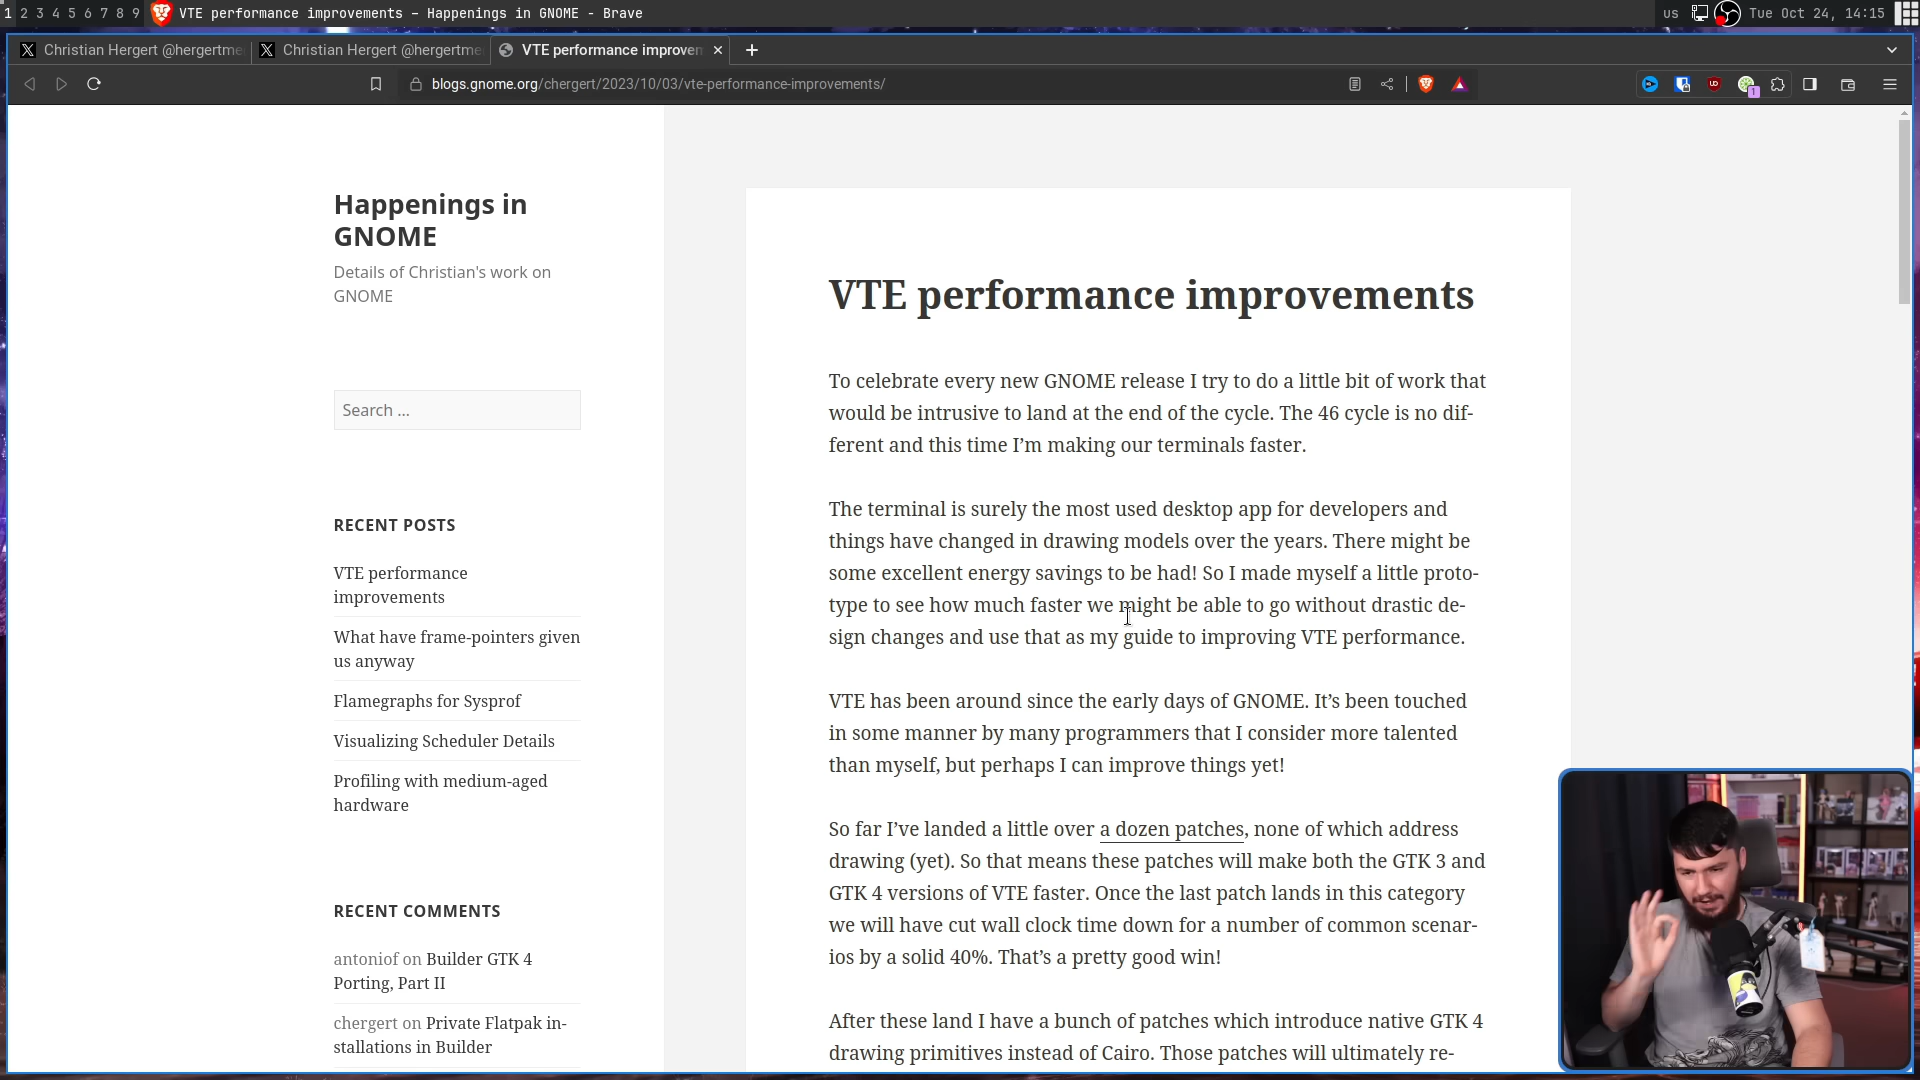 1 2 3 4 5 6 7 8 9 VTE performance improvements – Happenings in GNOME - Brave
us Tue Oct 24, 14:15
Christian Hergert @hergertme
Christian Hergert @hergertme
VTE performance improven
blogs.gnome.org/chergert/2023/10/03/vte-performance-improvements/
1
Happenings in
GNOME
Details of Christian's work on
GNOME
Search …
RECENT POSTS
VTE performance
improvements
What have frame-pointers given
us anyway
Flamegraphs for Sysprof
Visualizing Scheduler Details
Profiling with medium-aged
hardware
RECENT COMMENTS
antoniof on Builder GTK 4
Porting, Part II
chergert on Private Flatpak in-
stallations in Builder
VTE performance improvements
To celebrate every new GNOME release I try to do a little bit of work that
would be intrusive to land at the end of the cycle. The 46 cycle is no dif-
ferent and this time I’m making our terminals faster.
The terminal is surely the most used desktop app for developers and
things have changed in drawing models over the years. There might be
some excellent energy savings to be had! So I made myself a little proto-
type to see how much faster we might be able to go without drastic de-
sign changes and use that as my guide to improving VTE performance.
VTE has been around since the early days of GNOME. It’s been touched
in some manner by many programmers that I consider more talented
than myself, but perhaps I can improve things yet!
So far I’ve landed a little over a dozen patches, none of which address
drawing (yet). So that means these patches will make both the GTK 3 and
GTK 4 versions of VTE faster. Once the last patch lands in this category
we will have cut wall clock time down for a number of common scenar-
ios by a solid 40%. That’s a pretty good win!
After these land I have a bunch of patches which introduce native GTK 4
drawing primitives instead of Cairo. Those patches will ultimately re-